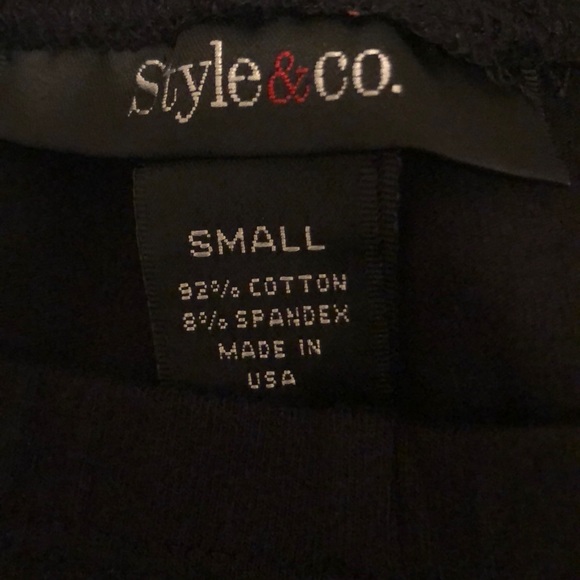 Style&co.
SMALL
92% COTTON
8% SPANDEX
MADE IN
USA